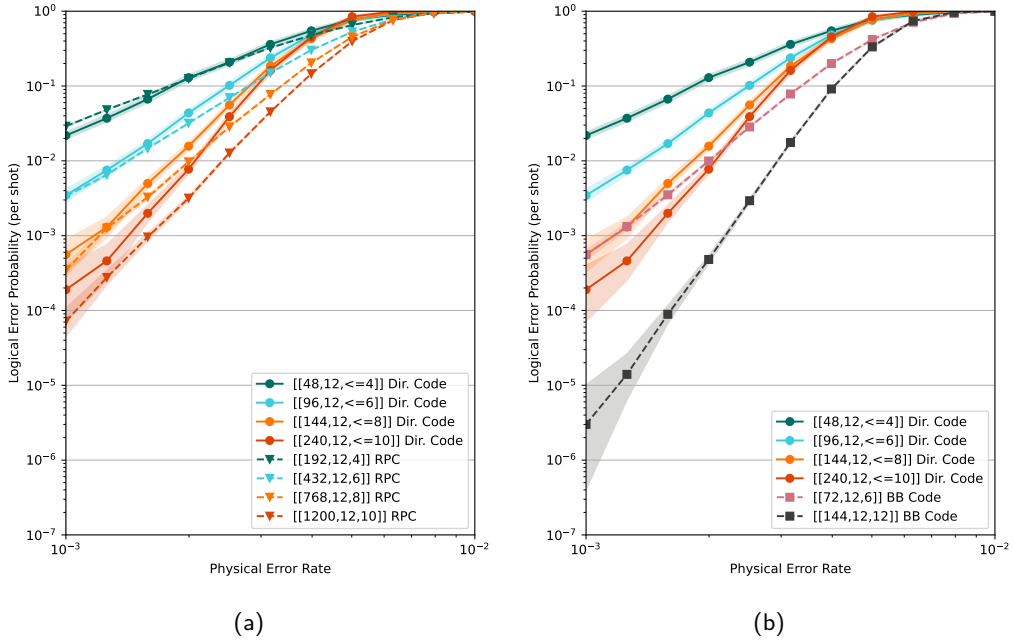 Logical Error Probability (per shot)
10⁰
10⁻¹
10⁻²
10⁻³
10⁻⁴
10⁻⁵
10⁻⁶
10⁻⁷
10⁻³
10⁻²
Physical Error Rate
[[48,12,<=4]] Dir. Code
[[96,12,<=6]] Dir. Code
[[144,12,<=8]] Dir. Code
[[240,12,<=10]] Dir. Code
[[192,12,4]] RPC
[[432,12,6]] RPC
[[768,12,8]] RPC
[[1200,12,10]] RPC
(a)
Logical Error Probability (per shot)
10⁰
10⁻¹
10⁻²
10⁻³
10⁻⁴
10⁻⁵
10⁻⁶
10⁻⁷
10⁻³
10⁻²
Physical Error Rate
[[48,12,<=4]] Dir. Code
[[96,12,<=6]] Dir. Code
[[144,12,<=8]] Dir. Code
[[240,12,<=10]] Dir. Code
[[72,12,6]] BB Code
[[144,12,12]] BB Code
(b)